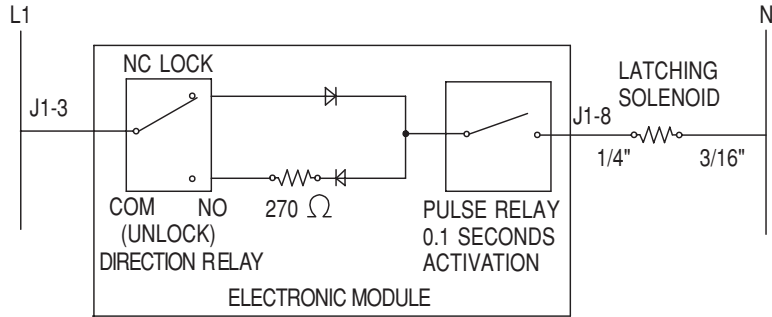 L1
N
NC LOCK
LATCHING
SOLENOID
J1-3
J1-8
1/4"
3/16"
COM NO
(UNLOCK)
DIRECTION RELAY
270 Ω
PULSE RELAY
0.1 SECONDS
ACTIVATION
ELECTRONIC MODULE